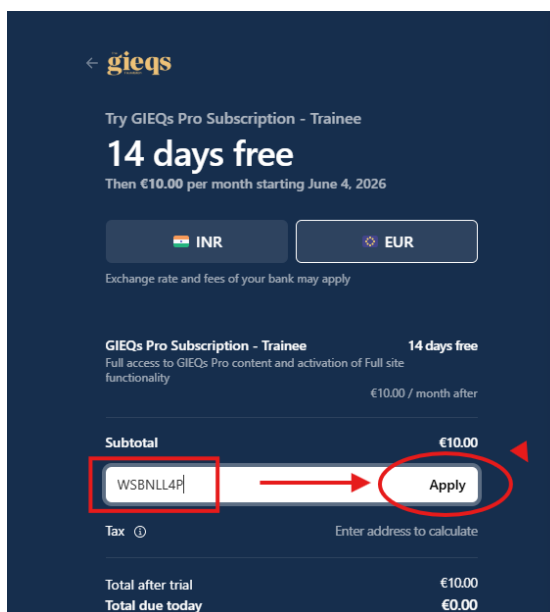 gieqs
Try GIEQs Pro Subscription - Trainee
14 days free
Then €10.00 per month starting June 4, 2026
INR
EUR
Exchange rate and fees of your bank may apply
GIEQs Pro Subscription - Trainee 14 days free
Full access to GIEQs Pro content and activation of Full site
functionality
€10.00 / month after
Subtotal €10.00
WSBNLL4P Apply
Tax Enter address to calculate
Total after trial €10.00
Total due today €0.00